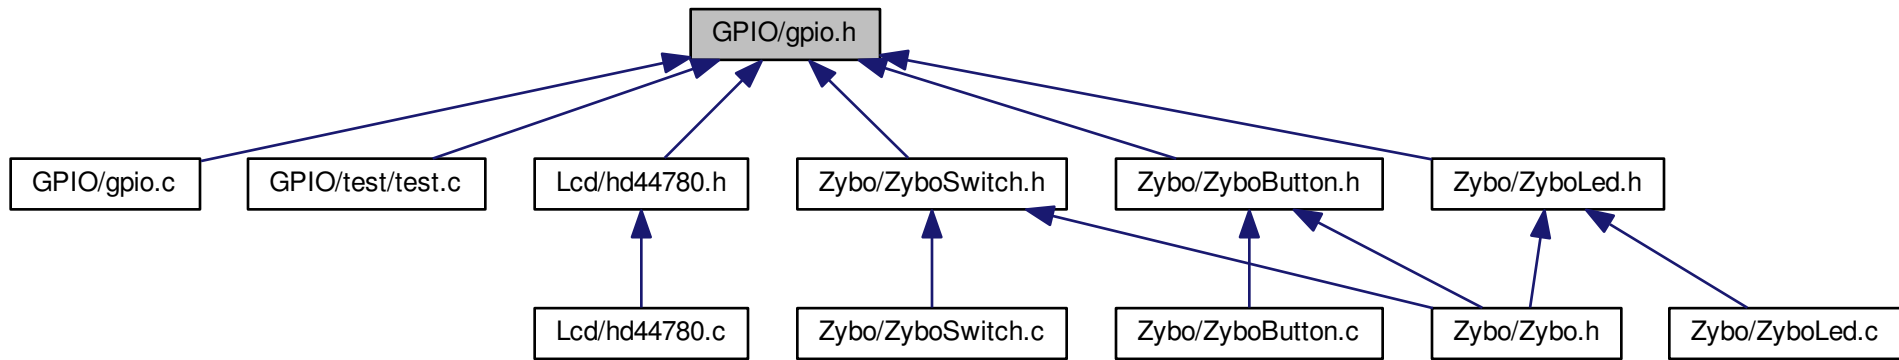 GPIO/gpio.h
GPIO/gpio.c
GPIO/test/test.c
Lcd/hd44780.h
Zybo/ZyboSwitch.h
Zybo/ZyboButton.h
Zybo/ZyboLed.h
Lcd/hd44780.c
Zybo/ZyboSwitch.c
Zybo/ZyboButton.c
Zybo/Zybo.h
Zybo/ZyboLed.c